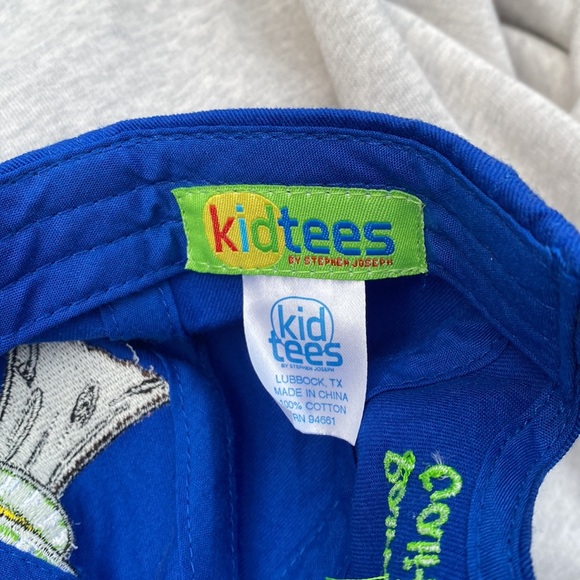 kidtees
BY STEPHEN JOSEPH
kid
tees
BY STEPHEN JOSEPH
LUBBOCK, TX
MADE IN CHINA
100% COTTON
RN 94661